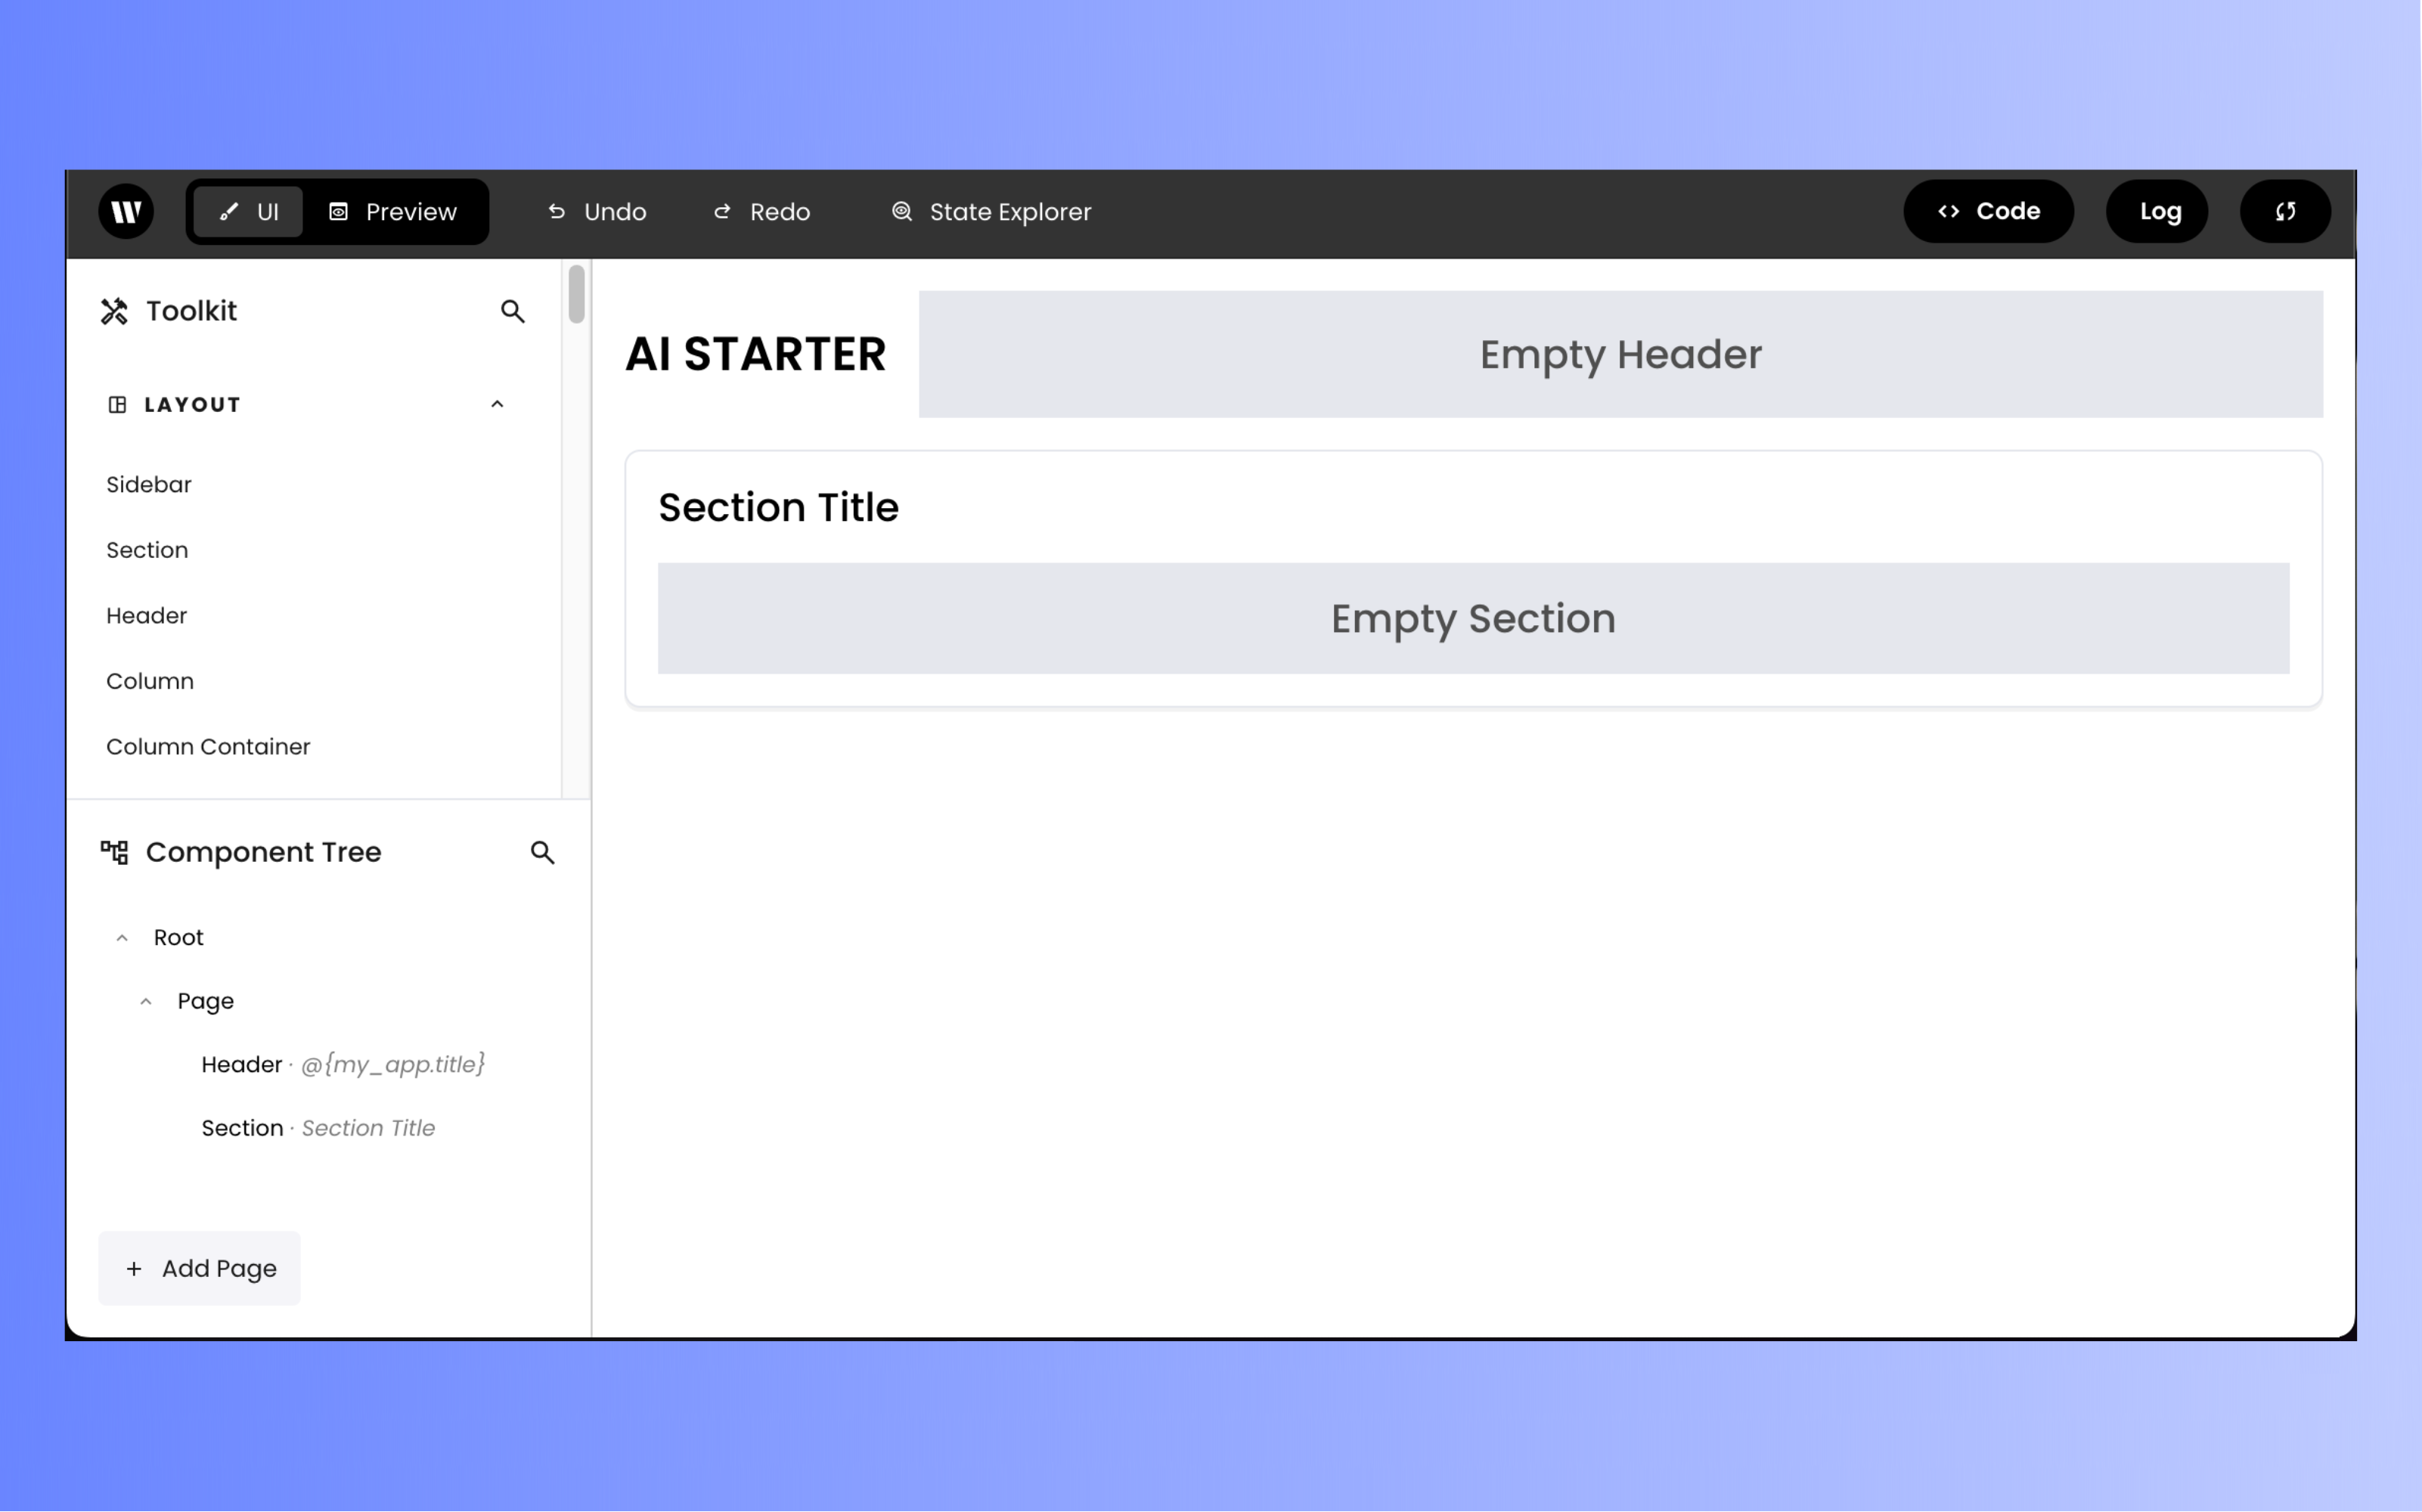 UI Preview Undo Redo State Explorer Code Log
Toolkit
LAYOUT
Sidebar
Section
Header
Column
Column Container
Component Tree
Root
Page
Header · @{my_app.title}
Section · Section Title
+ Add Page
AI STARTER
Empty Header
Section Title
Empty Section